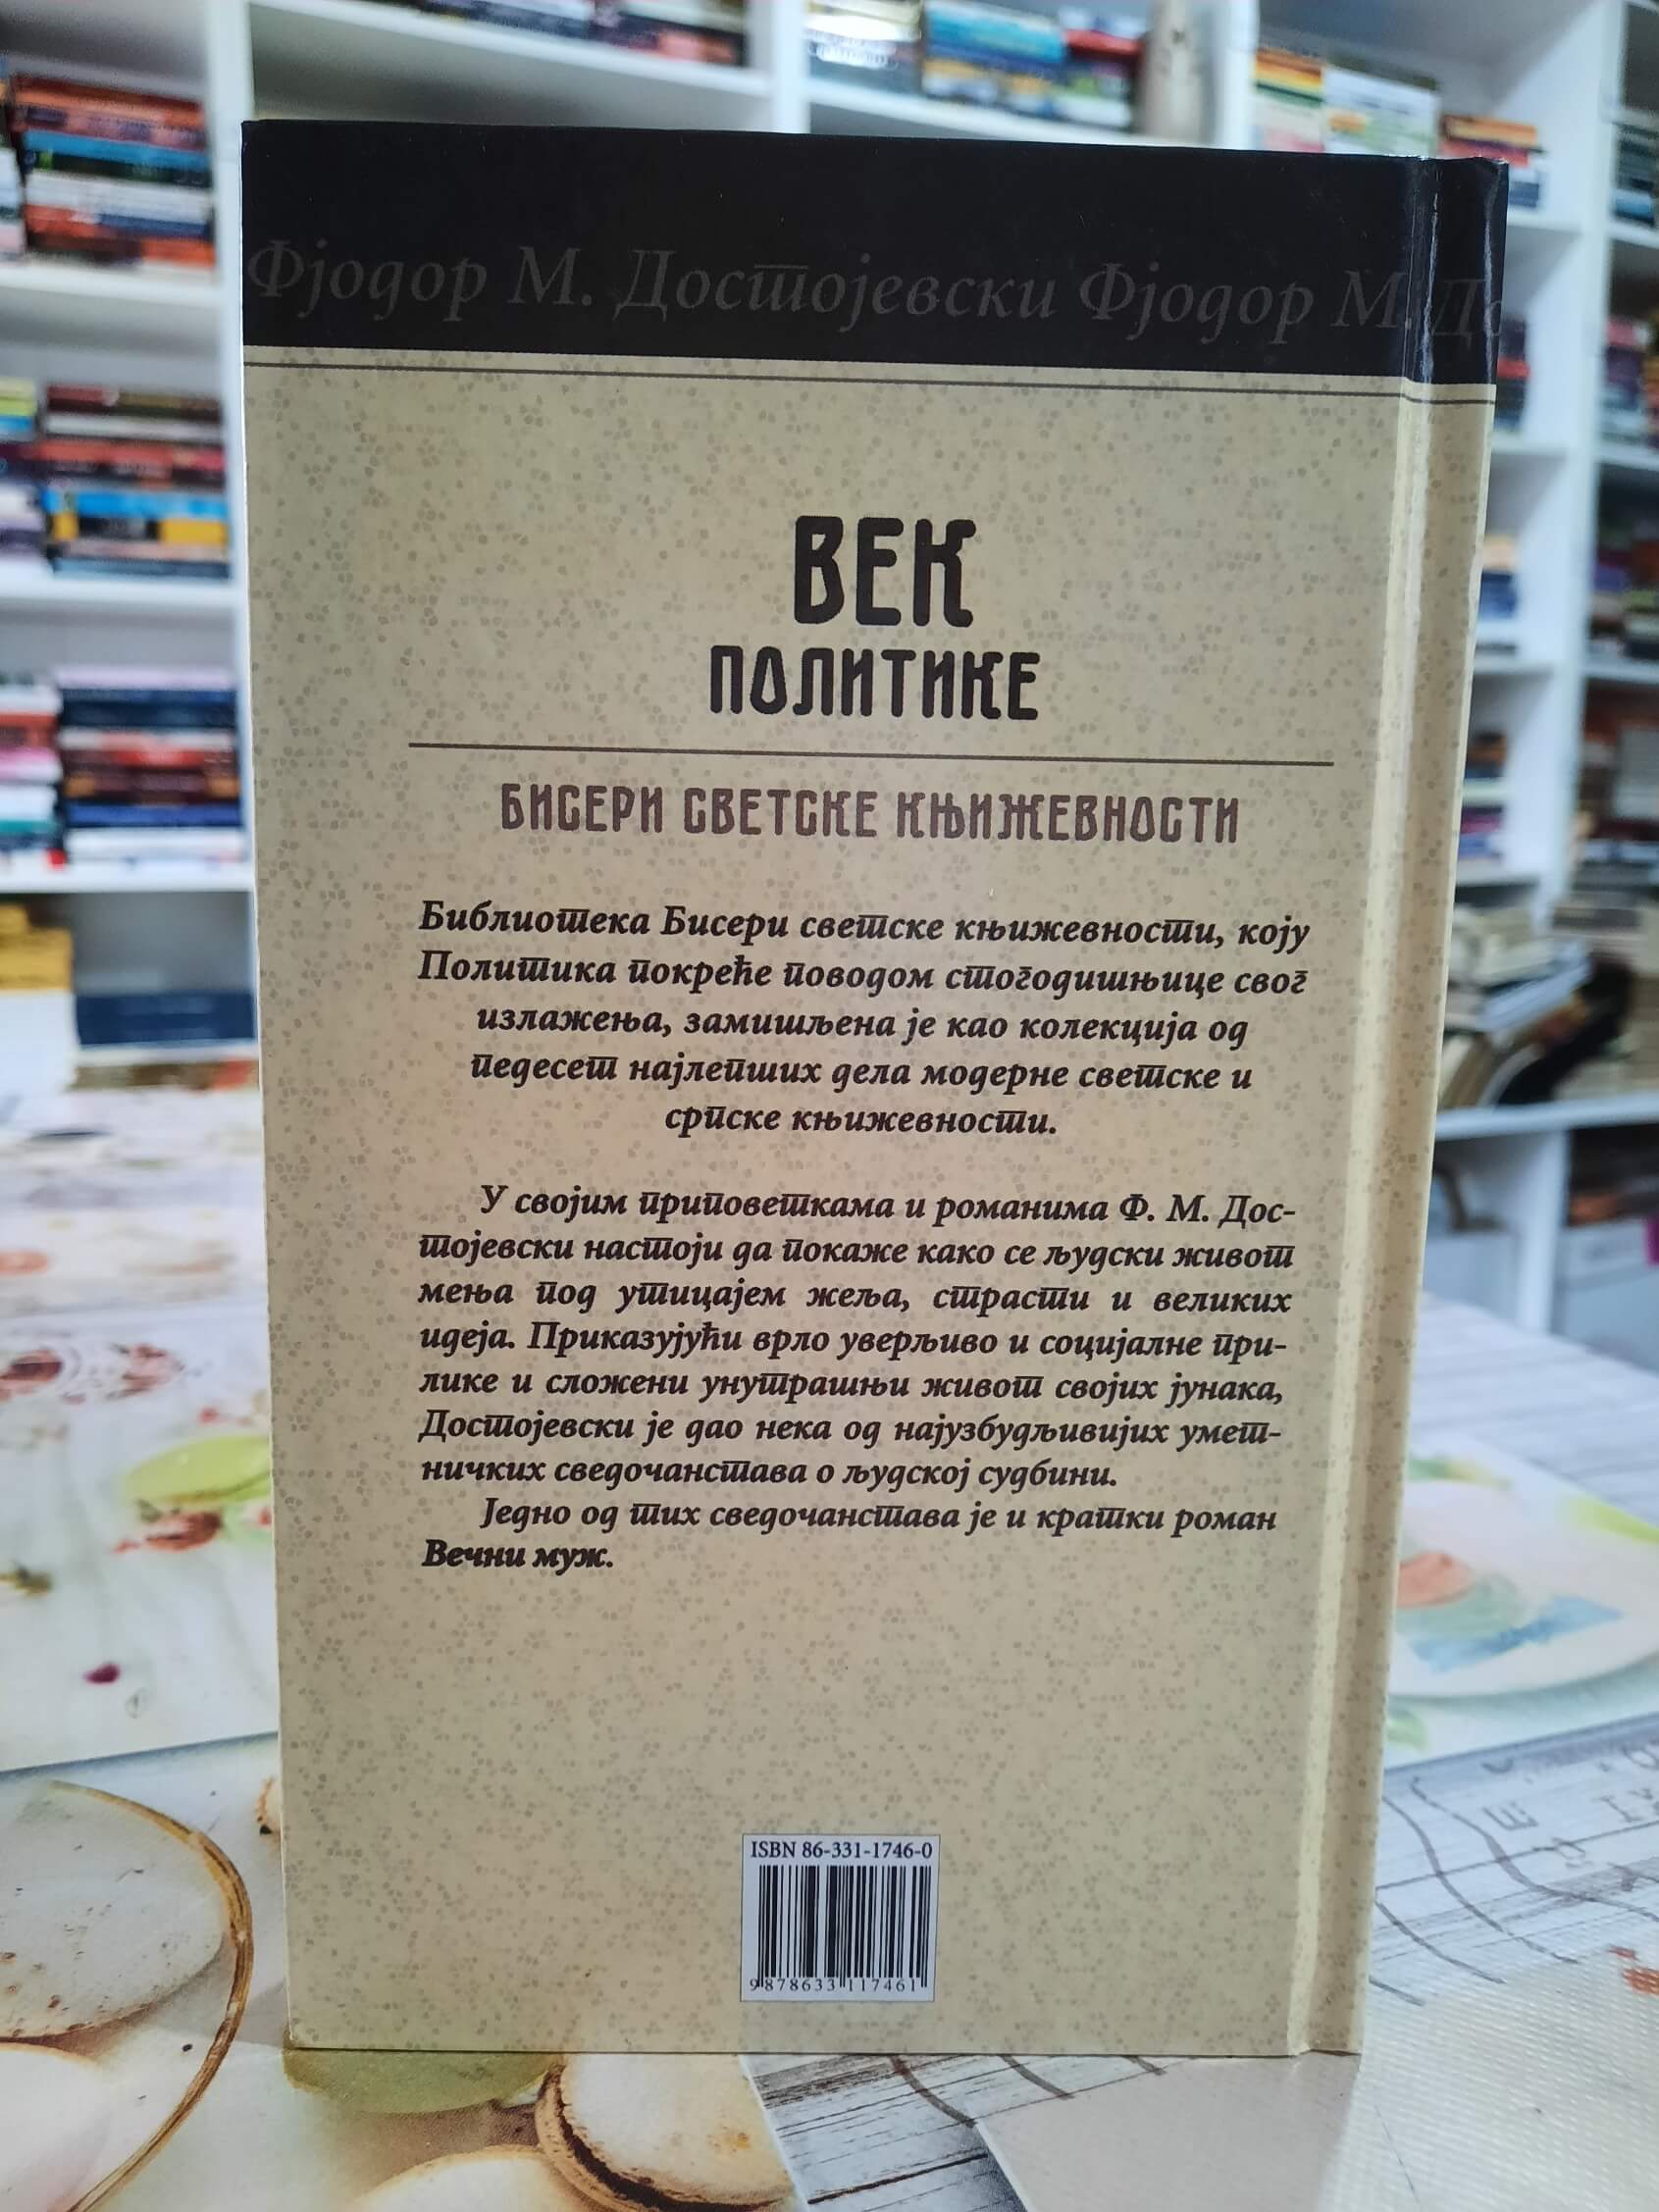 Фјодор М. Достојевски Фјодор М. До
ВЕК
ПОЛИТИКЕ
БИСЕРИ СВЕТСКЕ КЊИЖЕВНОСТИ
Библиотека Бисери светске књижевности, коју
Политика покреће поводом стогодишњице свог
излажења, замишљена је као колекција од
педесет најлепших дела модерне светске и
српске књижевности.
У својим приповеткама и романима Ф. М. Дос-
тојевски настоји да покаже како се људски живот
мења под утицајем жеља, страсти и великих
идеја. Приказујући врло уверљиво и социјалне при-
лике и сложени унутрашњи живот својих јунака,
Достојевски је дао нека од најузбудљивијих умет-
ничких сведочанстава о људској судбини.
Једно од тих сведочанстава је и кратки роман
Вечни муж.
ISBN 86-331-1746-0
9 878633 117461